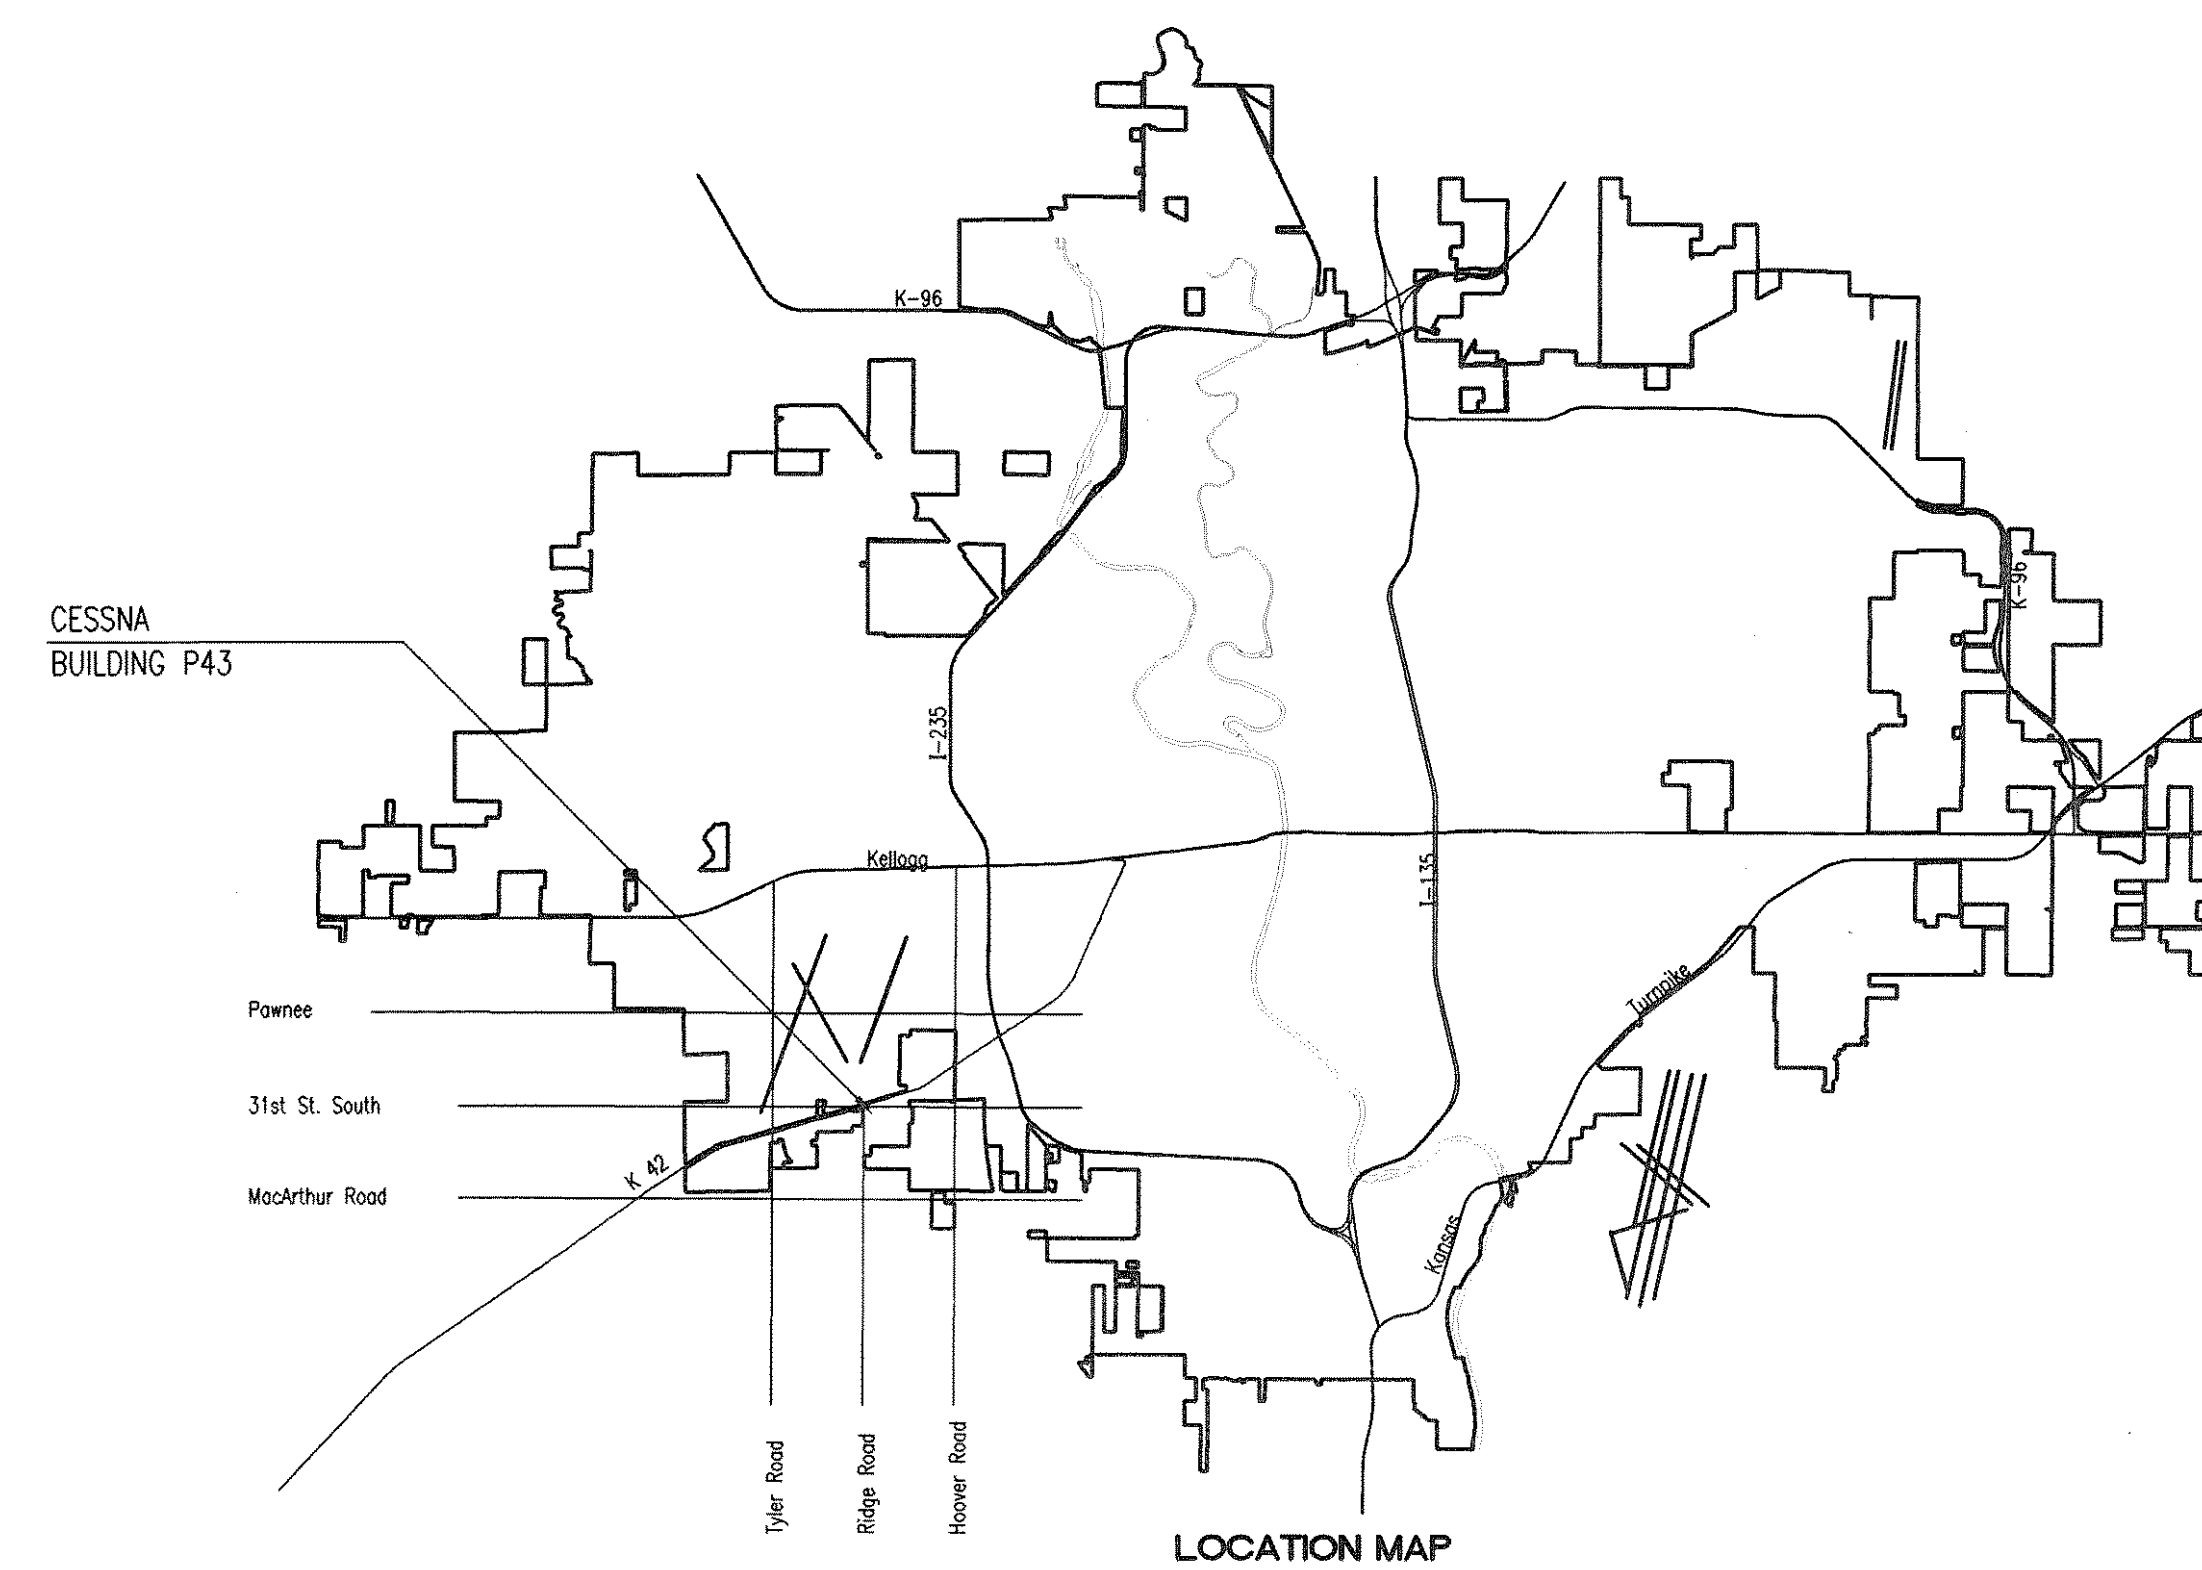 K-96
CESSNA
BUILDING P43
K-96
I-235
Kellogg
I-135
Turnpike
Pawnee
31st St. South
K 42
MacArthur Road
Kansas
Tyler Road
Ridge Road
Hoover Road
LOCATION MAP